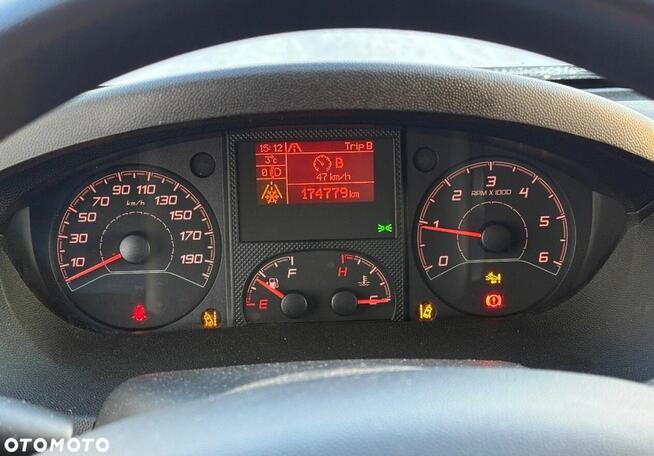 15:12 Trip B
3°c
0 D
B
47 km/h
174779 km
10 30 50 70 90 110 130 150 170 190
km/h
0 1 2 3 4 5 6
RPM X 1000
E F
H C
OTOMOTO